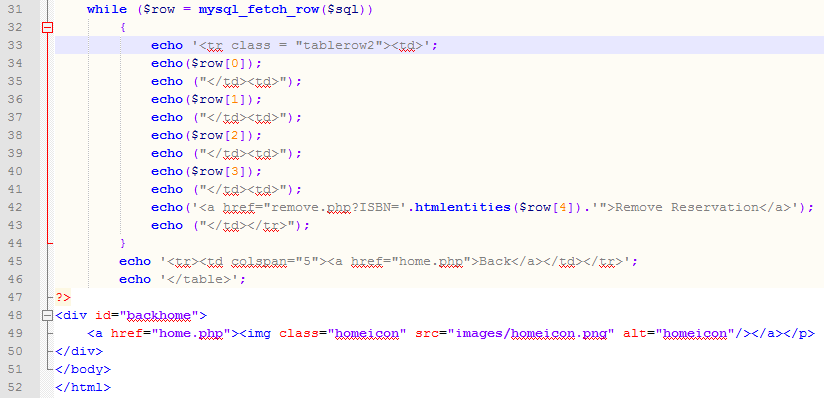 31 while ($row = mysql_fetch_row($sql))
32 {
33 echo '<tr class = "tablerow2"><td>';
34 echo($row[0]);
35 echo ("</td><td>");
36 echo($row[1]);
37 echo ("</td><td>");
38 echo($row[2]);
39 echo ("</td><td>");
40 echo($row[3]);
41 echo ("</td><td>");
42 echo('<a href="remove.php?ISBN='.htmlentities($row[4]).'">Remove Reservation</a>');
43 echo ("</td></tr>");
44 }
45 echo '<tr><td colspan="5"><a href="home.php">Back</a></td></tr>';
46 echo '</table>';
47 ?>
48 <div id="backhome">
49 <a href="home.php"><img class="homeicon" src="images/homeicon.png" alt="homeicon"/></a></p>
50 </div>
51 </body>
52 </html>